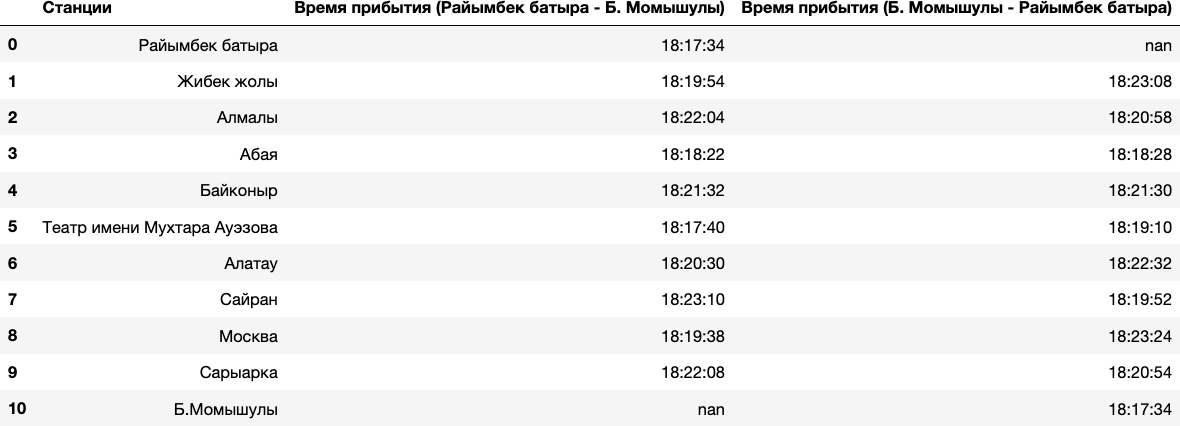 Станции Время прибытия (Райымбек батыра - Б. Момышулы) Время прибытия (Б. Момышулы - Райымбек батыра)
0 Райымбек батыра 18:17:34 nan
1 Жибек жолы 18:19:54 18:23:08
2 Алмалы 18:22:04 18:20:58
3 Абая 18:18:22 18:18:28
4 Байконыр 18:21:32 18:21:30
5 Театр имени Мухтара Ауэзова 18:17:40 18:19:10
6 Алатау 18:20:30 18:22:32
7 Сайран 18:23:10 18:19:52
8 Москва 18:19:38 18:23:24
9 Сарыарка 18:22:08 18:20:54
10 Б.Момышулы nan 18:17:34